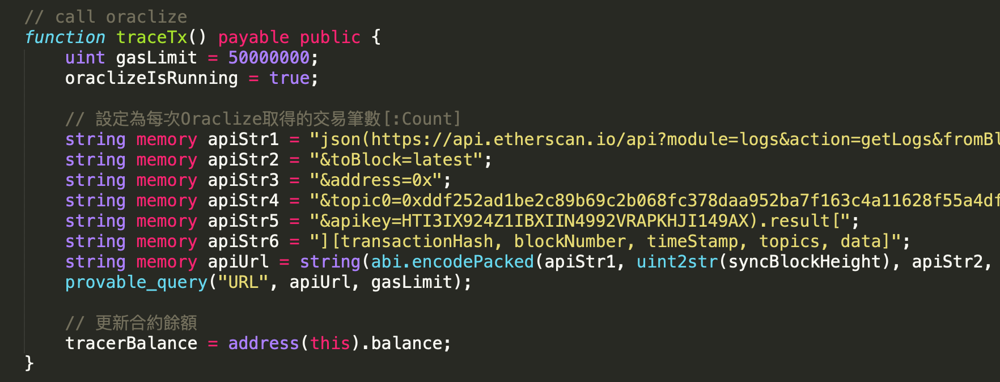 // call oraclize
function traceTx() payable public {
uint gasLimit = 50000000;
oraclizeIsRunning = true;
// 設定為每次Oraclize取得的交易筆數[:Count]
string memory apiStr1 = "json(https://api.etherscan.io/api?module=logs&action=getLogs&fromBl
string memory apiStr2 = "&toBlock=latest";
string memory apiStr3 = "&address=0x";
string memory apiStr4 = "&topic0=0xddf252ad1be2c89b69c2b068fc378daa952ba7f163c4a11628f55a4df
string memory apiStr5 = "&apikey=HTI3IX924Z1IBXIIN4992VRAPKHJI149AX).result[";
string memory apiStr6 = "][transactionHash, blockNumber, timeStamp, topics, data]";
string memory apiUrl = string(abi.encodePacked(apiStr1, uint2str(syncBlockHeight), apiStr2,
provable_query("URL", apiUrl, gasLimit);
// 更新合約餘額
tracerBalance = address(this).balance;
}